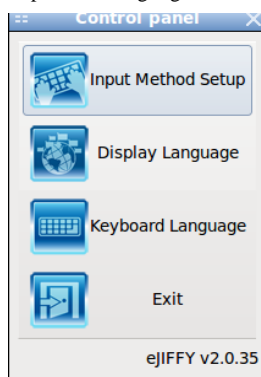 Control panel
Input Method Setup
Display Language
Keyboard Language
Exit
eJIFFY v2.0.35